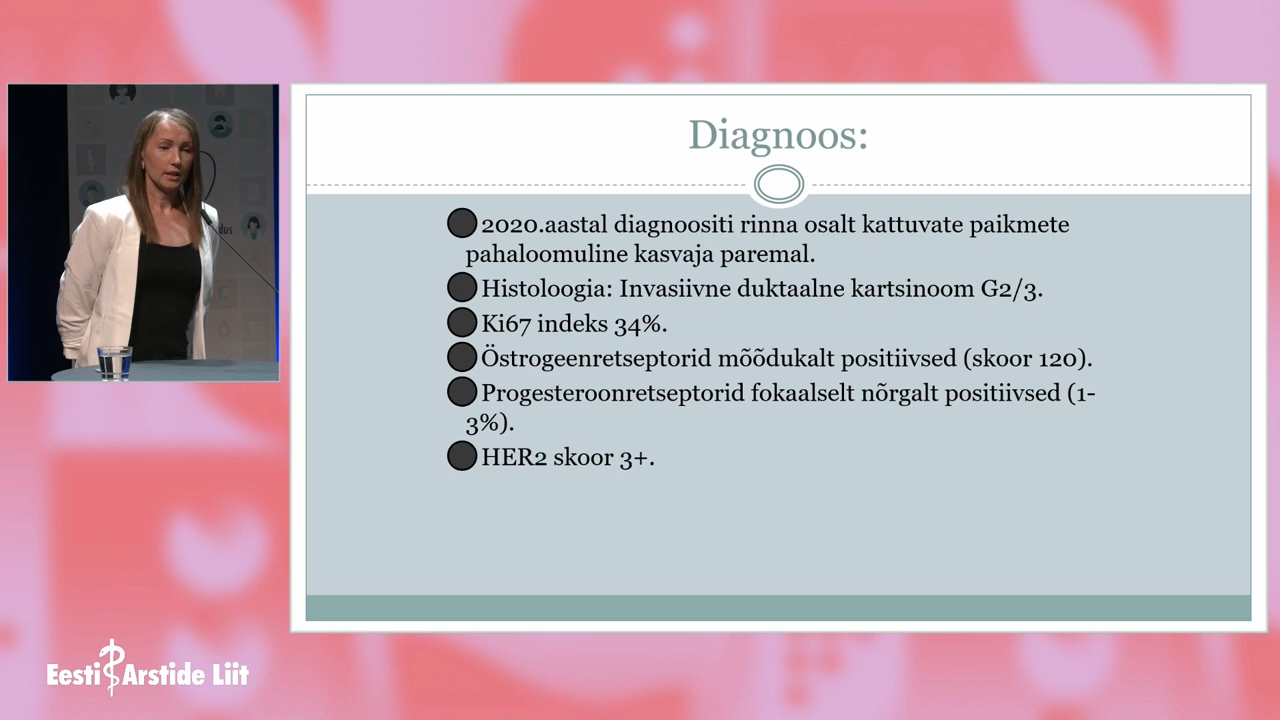 Diagnoos:
2020.aastal diagnoositi rinna osalt kattuvate paikmete
pahaloomuline kasvaja paremal.
Histoloogia: Invasiivne duktaalne kartsinoom G2/3.
Ki67 indeks 34%.
Östrogeenretseptorid mõõdukalt positiivsed (skoor 120).
Progesteroonretseptorid fokaalselt nõrgalt positiivsed (1-
3%).
HER2 skoor 3+.
dus
Eesti Arstide Liit